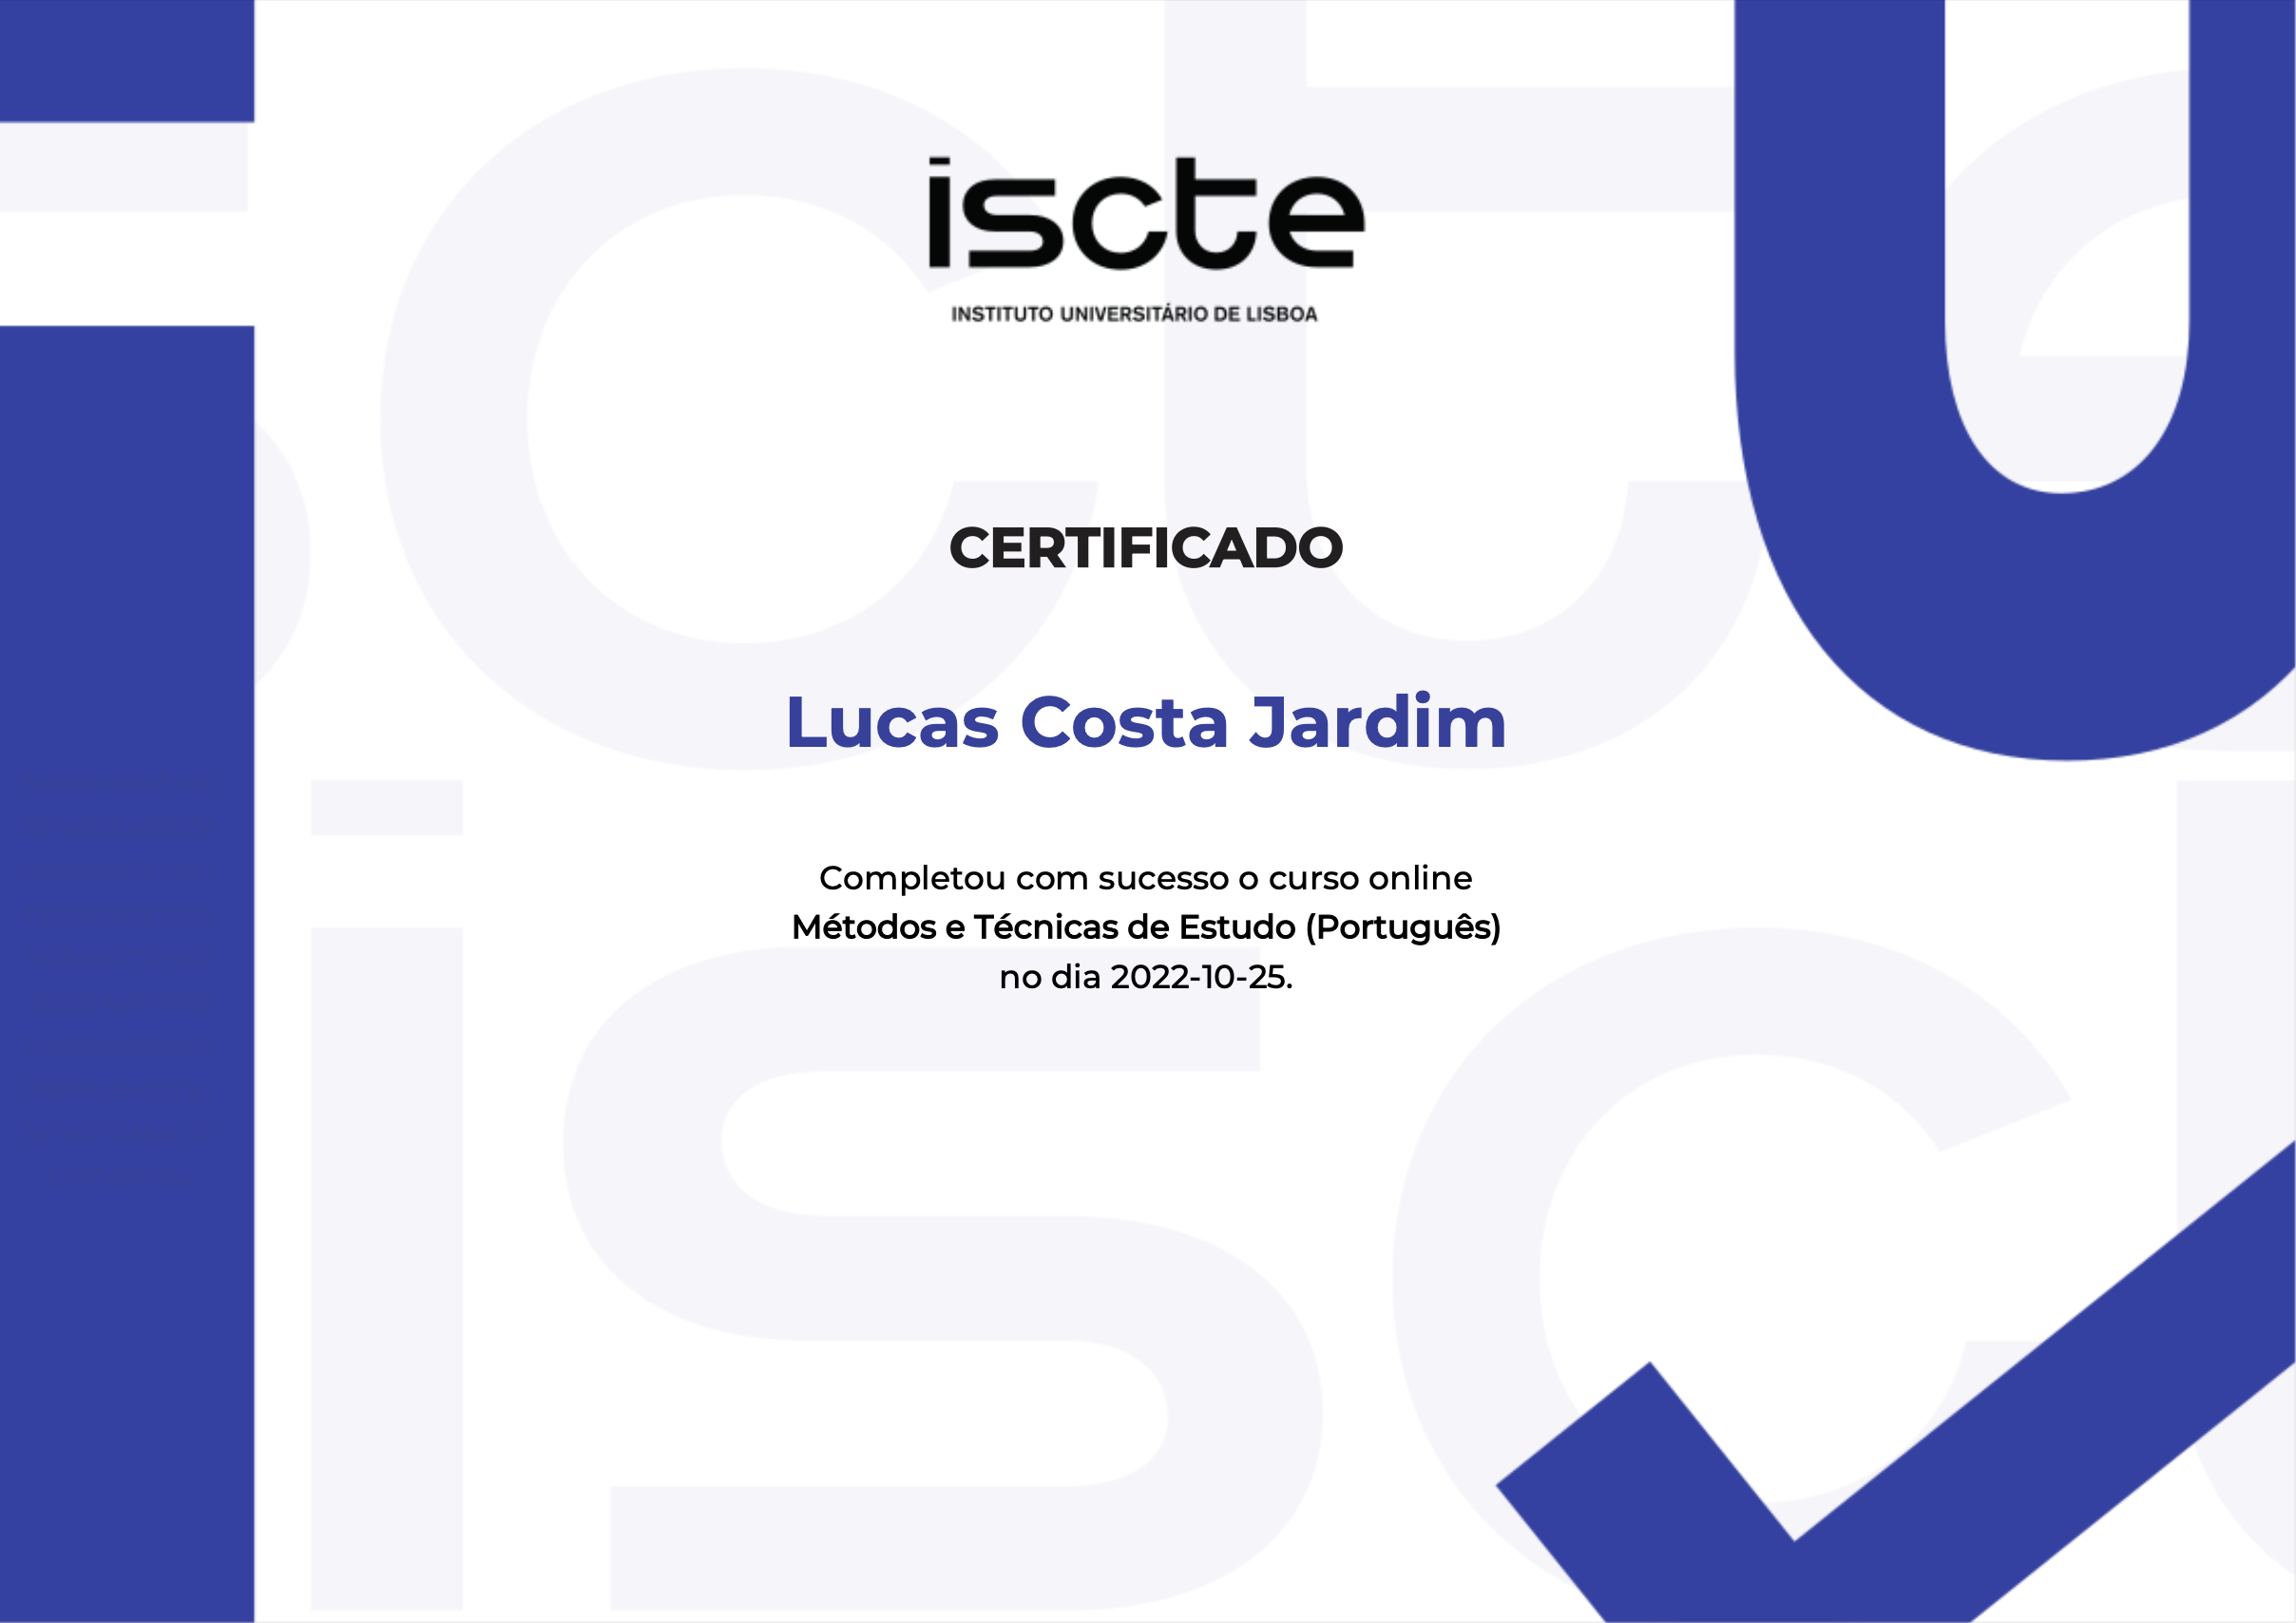 iscte
INSTITUTO UNIVERSITÁRIO DE LISBOA
CERTIFICADO
Lucas Costa Jardim
Completou com sucesso o curso online
Métodos e Técnicas de Estudo (Português)
no dia 2022-10-25.